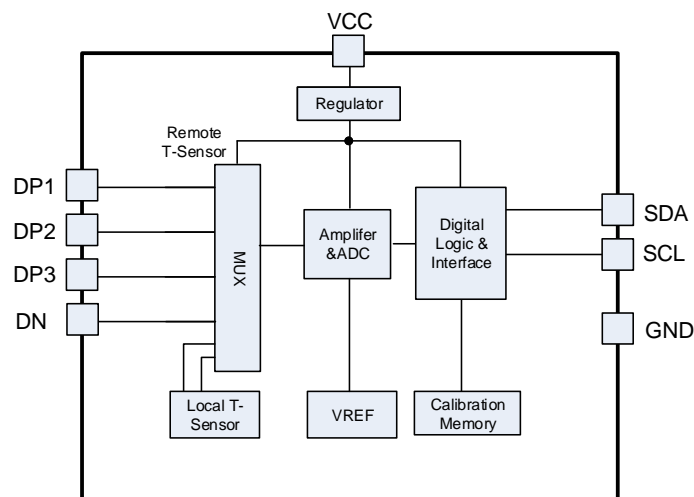 VCC
Regulator
Remote
T-Sensor
DP1
DP2
DP3
DN
MUX
Amplifer
&ADC
Digital
Logic &
Interface
SDA
SCL
GND
Local T-
Sensor
VREF
Calibration
Memory